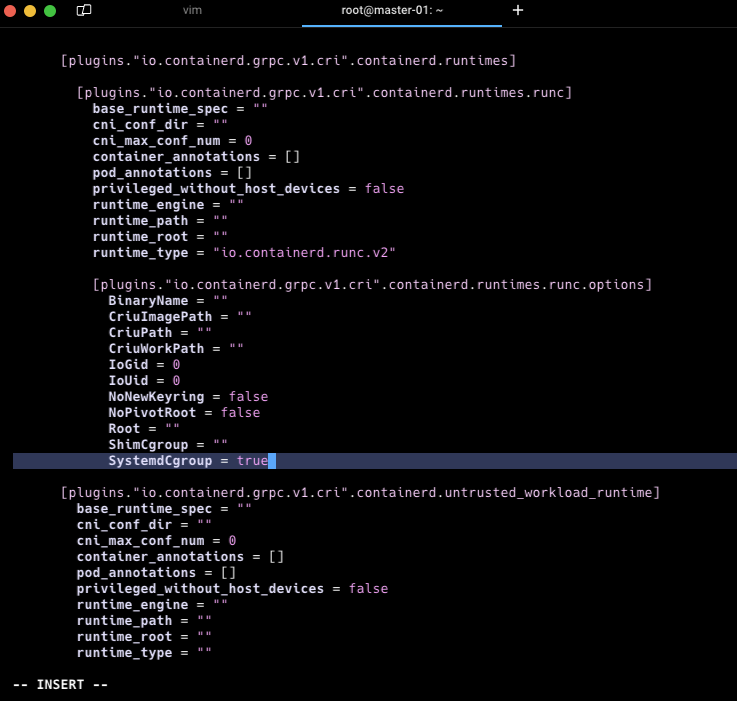 vim
root@master-01: ~
+
[plugins."io.containerd.grpc.v1.cri".containerd.runtimes]
[plugins."io.containerd.grpc.v1.cri".containerd.runtimes.runc]
base_runtime_spec = ""
cni_conf_dir = ""
cni_max_conf_num = 0
container_annotations = []
pod_annotations = []
privileged_without_host_devices = false
runtime_engine = ""
runtime_path = ""
runtime_root = ""
runtime_type = "io.containerd.runc.v2"
[plugins."io.containerd.grpc.v1.cri".containerd.runtimes.runc.options]
BinaryName = ""
CriuImagePath = ""
CriuPath = ""
CriuWorkPath = ""
IoGid = 0
IoUid = 0
NoNewKeyring = false
NoPivotRoot = false
Root = ""
ShimCgroup = ""
SystemdCgroup = true
[plugins."io.containerd.grpc.v1.cri".containerd.untrusted_workload_runtime]
base_runtime_spec = ""
cni_conf_dir = ""
cni_max_conf_num = 0
container_annotations = []
pod_annotations = []
privileged_without_host_devices = false
runtime_engine = ""
runtime_path = ""
runtime_root = ""
runtime_type = ""
-- INSERT --